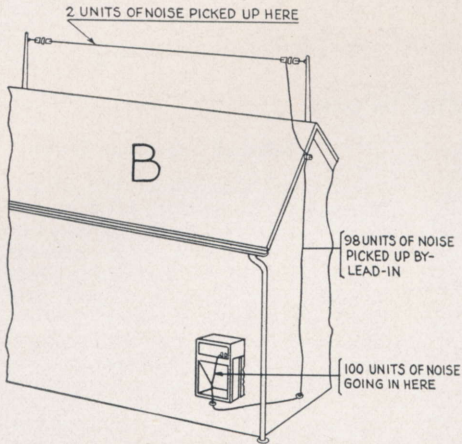 2 UNITS OF NOISE PICKED UP HERE
B
98 UNITS OF NOISE
PICKED UP BY-
LEAD-IN
100 UNITS OF NOISE
GOING IN HERE